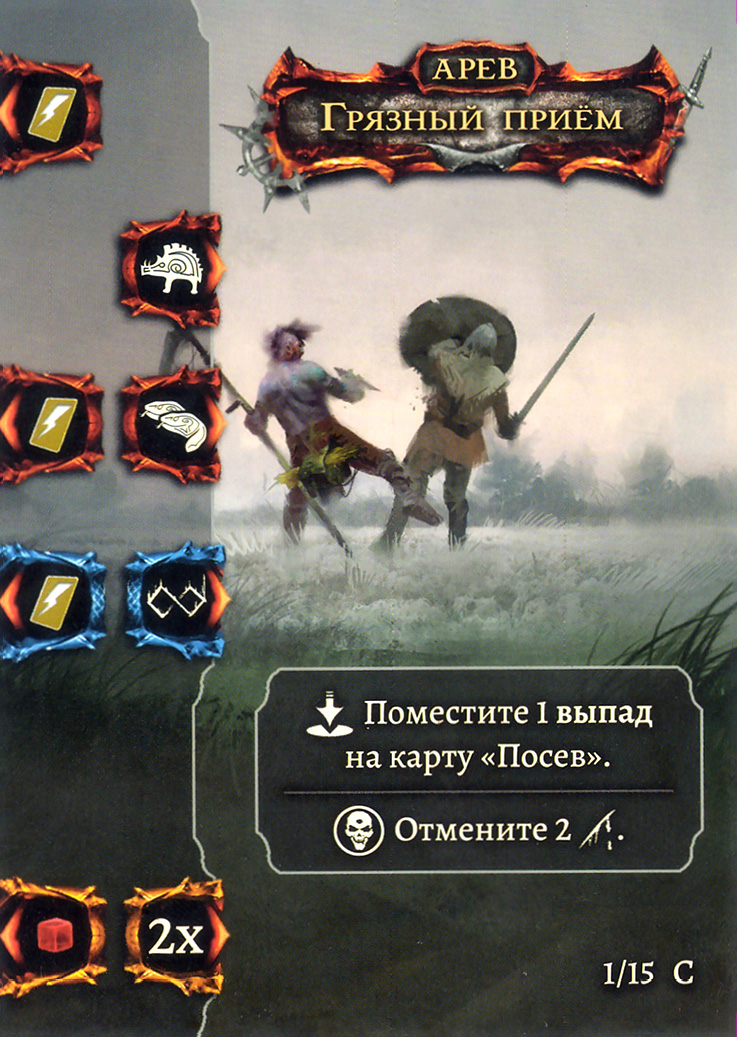 АРЕВ
Грязный приём
Поместите 1 выпад
на карту «Посев».
Отмените 2 .
2x
1/15 C